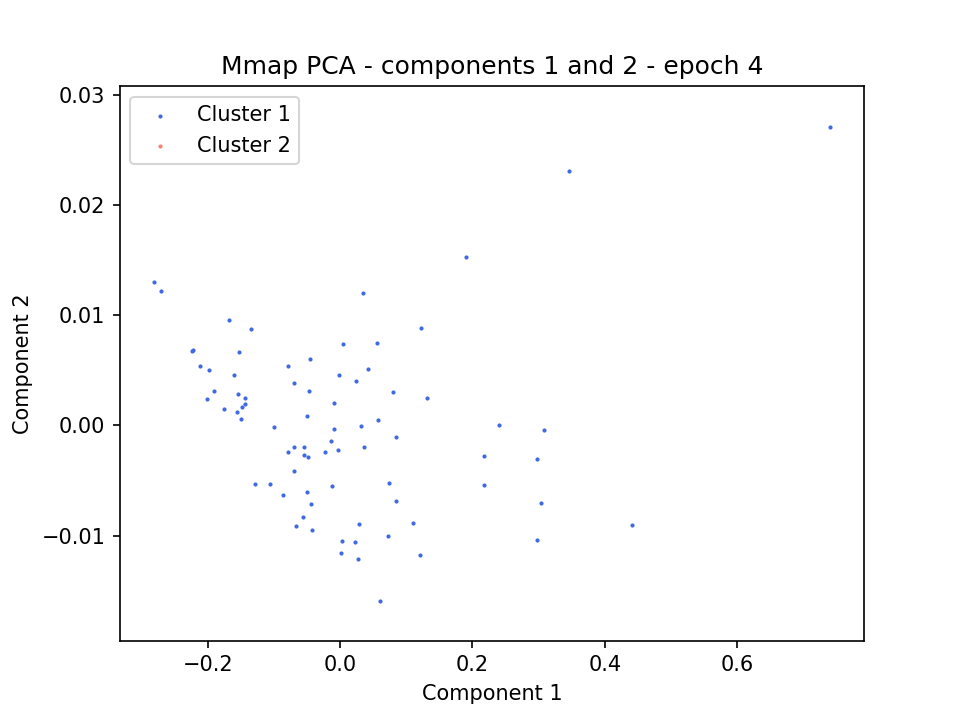 Mmap PCA - components 1 and 2 - epoch 4
Cluster 1
Cluster 2
0.03
0.02
0.01
0.00
−0.01
Component 2
−0.2
0.0
0.2
0.4
0.6
Component 1